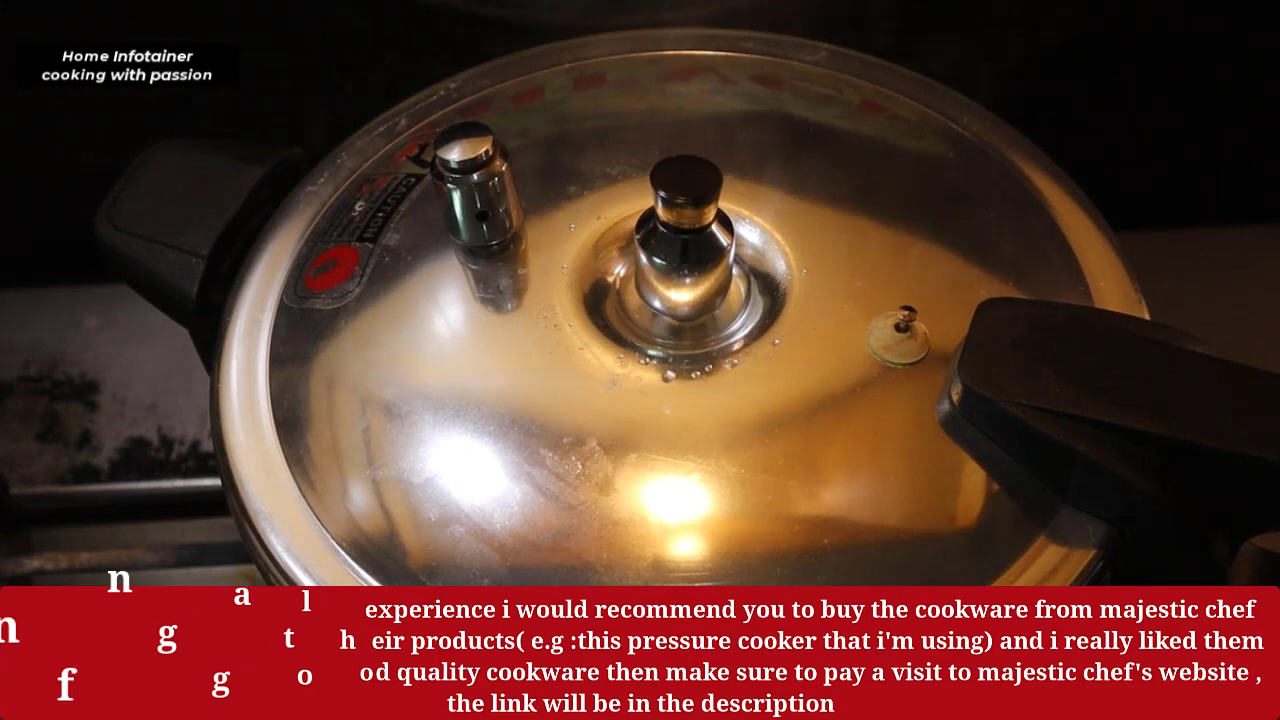 Home Infotainer
cooking with passion
CAUTION
n a l experience i would recommend you to buy the cookware from majestic chef
n g t h eir products( e.g :this pressure cooker that i'm using) and i really liked them
f g o od quality cookware then make sure to pay a visit to majestic chef's website ,
the link will be in the description